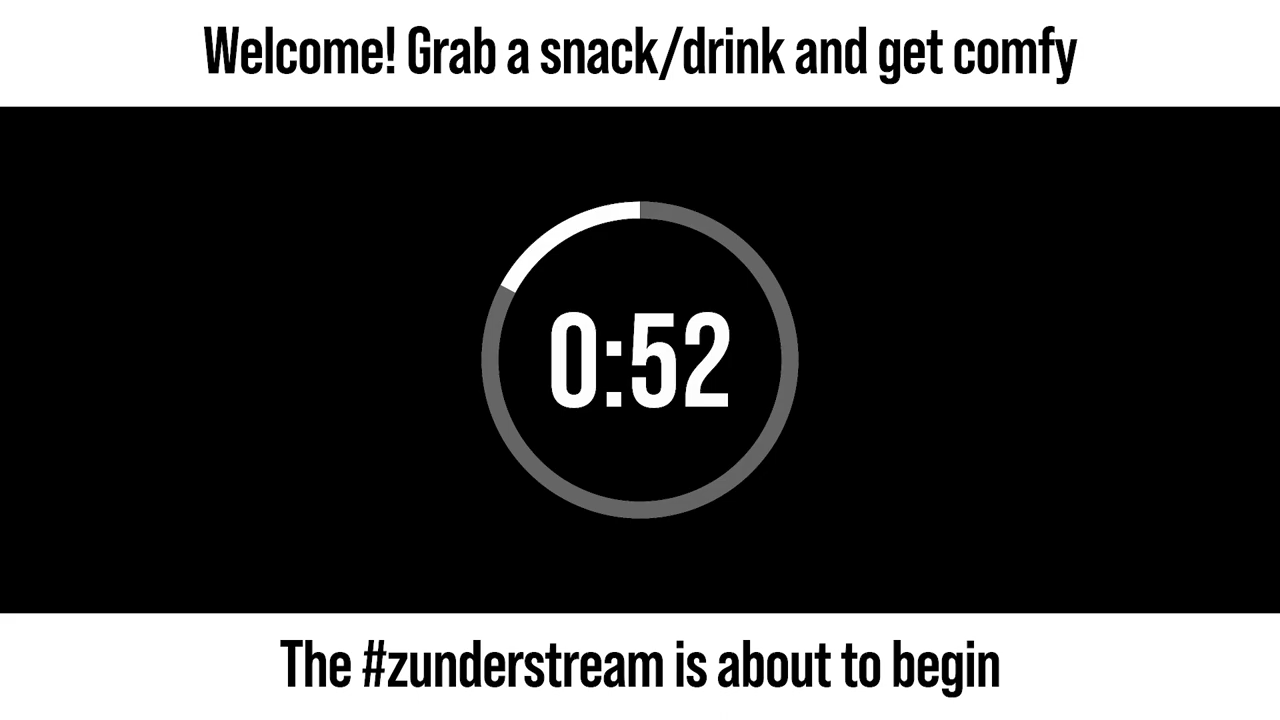 Welcome! Grab a snack/drink and get comfy
0:52
The #zunderstream is about to begin